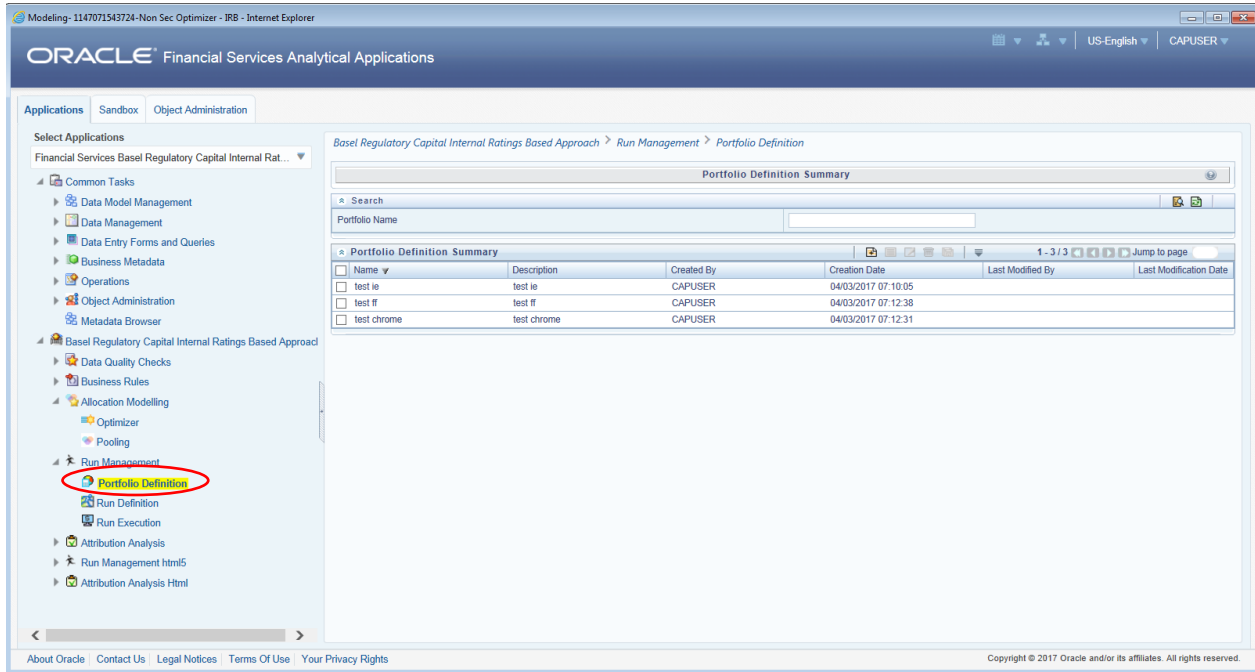 Modeling- 1147071543724-Non Sec Optimizer - IRB - Internet Explorer
ORACLE® Financial Services Analytical Applications
US-English
CAPUSER
Applications Sandbox Object Administration
Select Applications
Financial Services Basel Regulatory Capital Internal Rat...
Common Tasks
Data Model Management
Data Management
Data Entry Forms and Queries
Business Metadata
Operations
Object Administration
Metadata Browser
Basel Regulatory Capital Internal Ratings Based Approacl
Data Quality Checks
Business Rules
Allocation Modelling
Optimizer
Pooling
Run Management
Portfolio Definition
Run Definition
Run Execution
Attribution Analysis
Run Management html5
Attribution Analysis Html
Basel Regulatory Capital Internal Ratings Based Approach > Run Management > Portfolio Definition
Portfolio Definition Summary
Search
Portfolio Name
Portfolio Definition Summary 1 - 3 / 3 Jump to page
Name Description Created By Creation Date Last Modified By Last Modification Date
test ie test ie CAPUSER 04/03/2017 07:10:05
test ff test ff CAPUSER 04/03/2017 07:12:38
test chrome test chrome CAPUSER 04/03/2017 07:12:31
About Oracle Contact Us Legal Notices Terms Of Use Your Privacy Rights
Copyright © 2017 Oracle and/or its affiliates. All rights reserved.